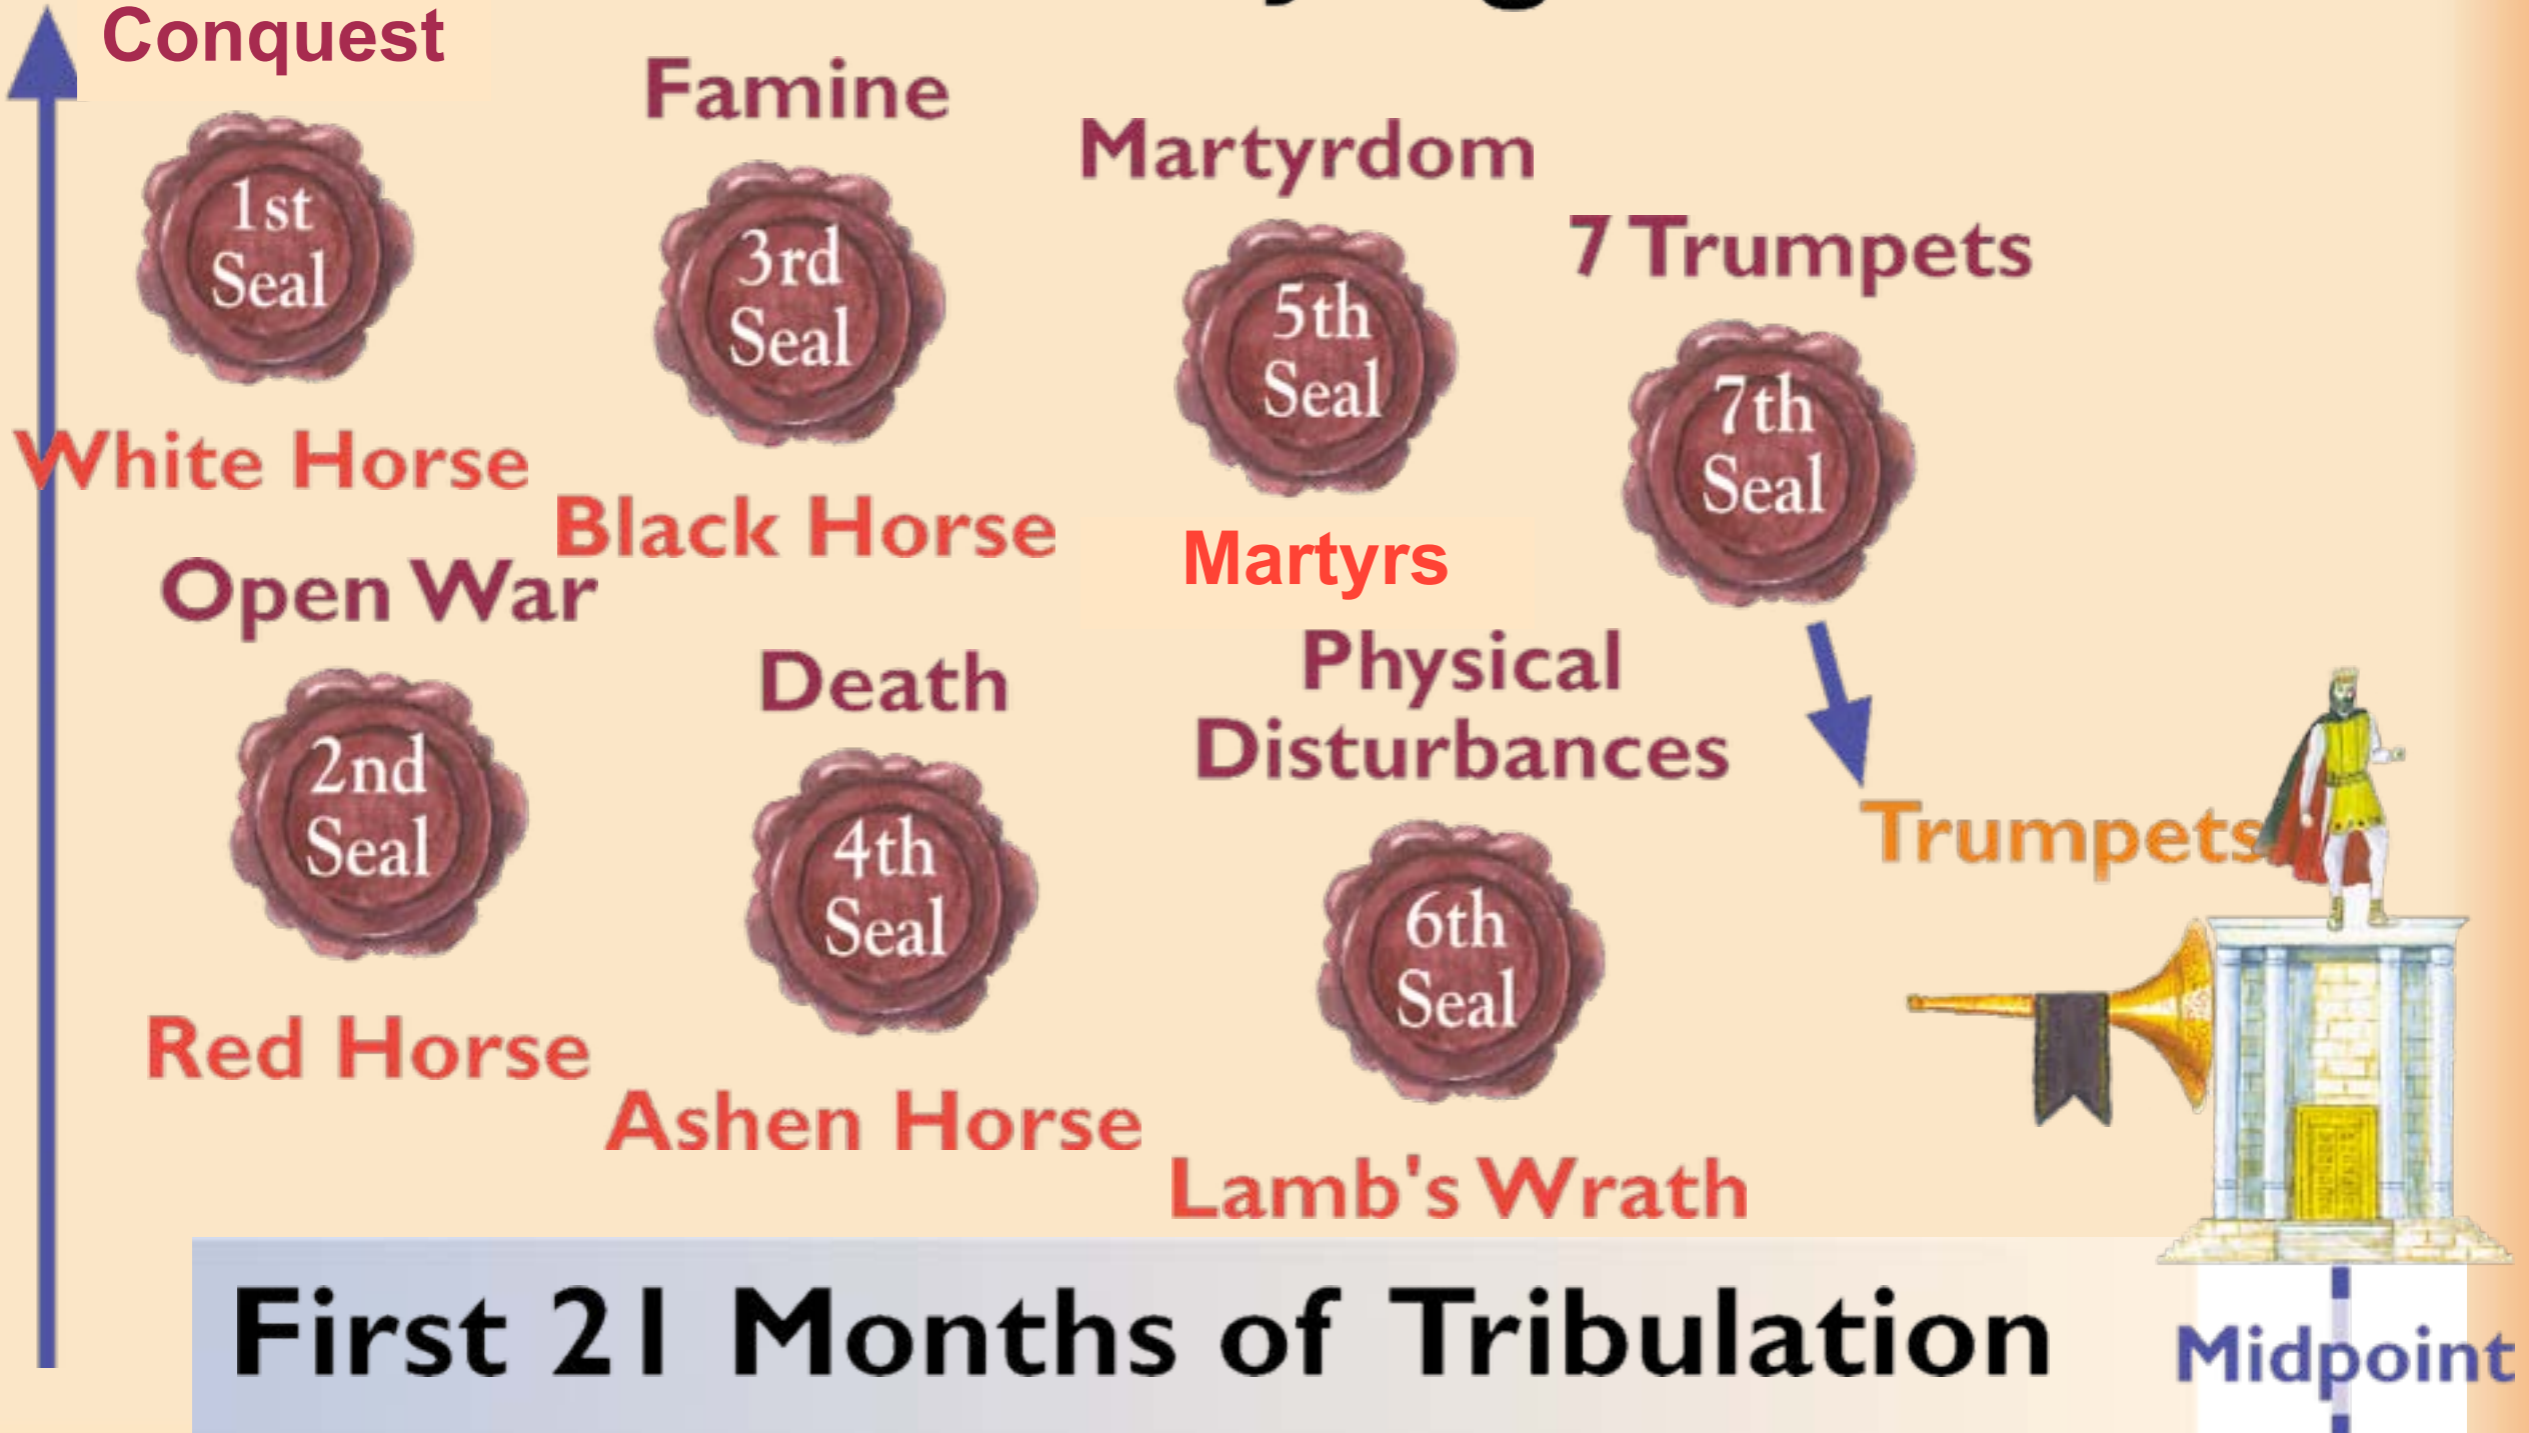 Conquest
1st
Seal
White Horse
Open War
2nd
Seal
Red Horse
Famine
3rd
Seal
Black Horse
Death
4th
Seal
Ashen Horse
Martyrdom
5th
Seal
Martyrs
Physical
Disturbances
6th
Seal
Lamb's Wrath
7 Trumpets
7th
Seal
Trumpets
First 21 Months of Tribulation
Midpoint